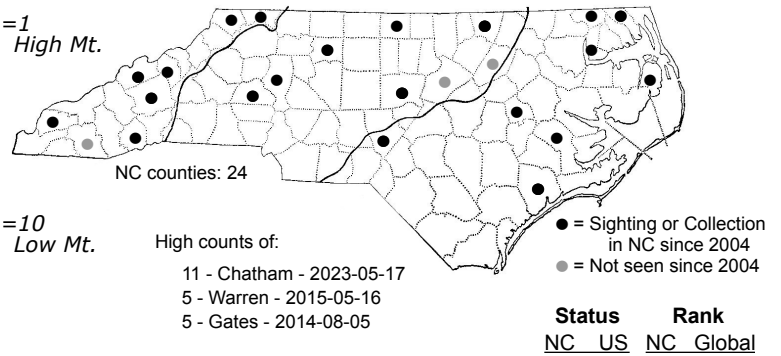 =1
High Mt.
NC counties: 24
=10
Low Mt.
High counts of:
11 - Chatham - 2023-05-17
5 - Warren - 2015-05-16
5 - Gates - 2014-08-05
= Sighting or Collection
in NC since 2004
= Not seen since 2004
Status Rank
NC US NC Global